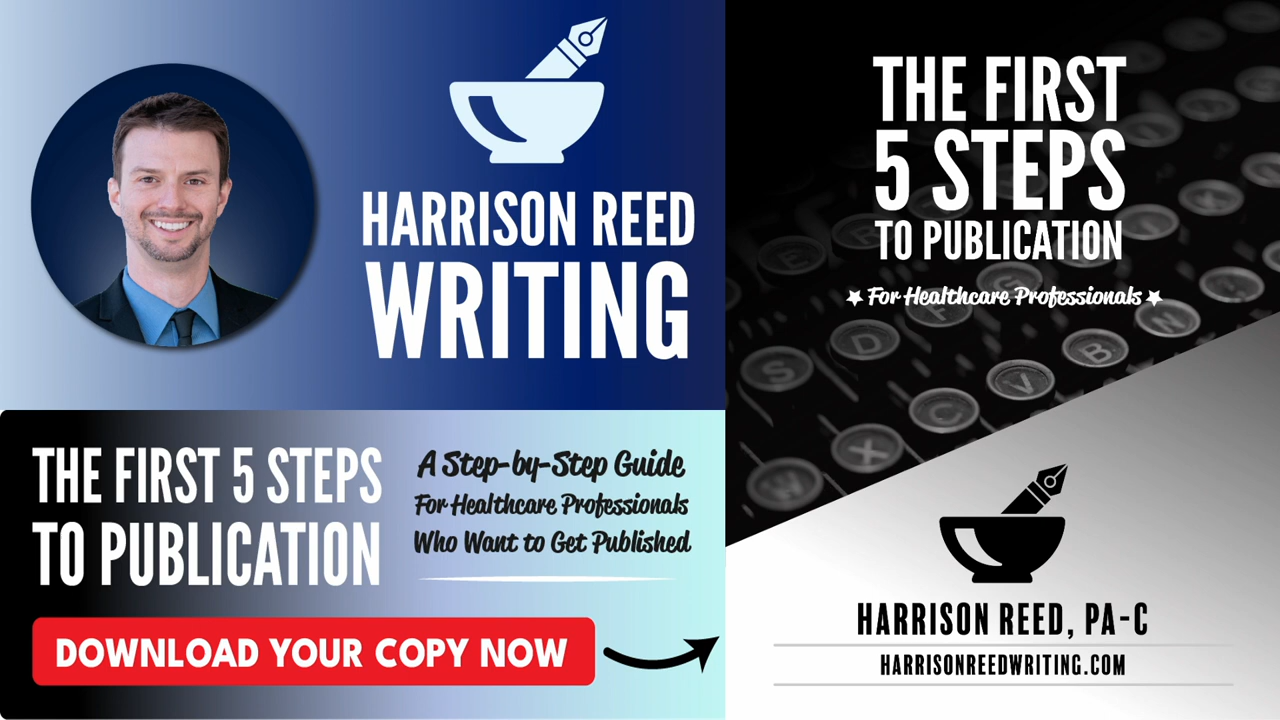 HARRISON REED
WRITING
THE FIRST 5 STEPS
TO PUBLICATION
A Step-by-Step Guide
For Healthcare Professionals
Who Want to Get Published
DOWNLOAD YOUR COPY NOW
THE FIRST
5 STEPS
TO PUBLICATION
For Healthcare Professionals
E R
F G
S D
X C V B N
W
HARRISON REED, PA-C
HARRISONREEDWRITING.COM